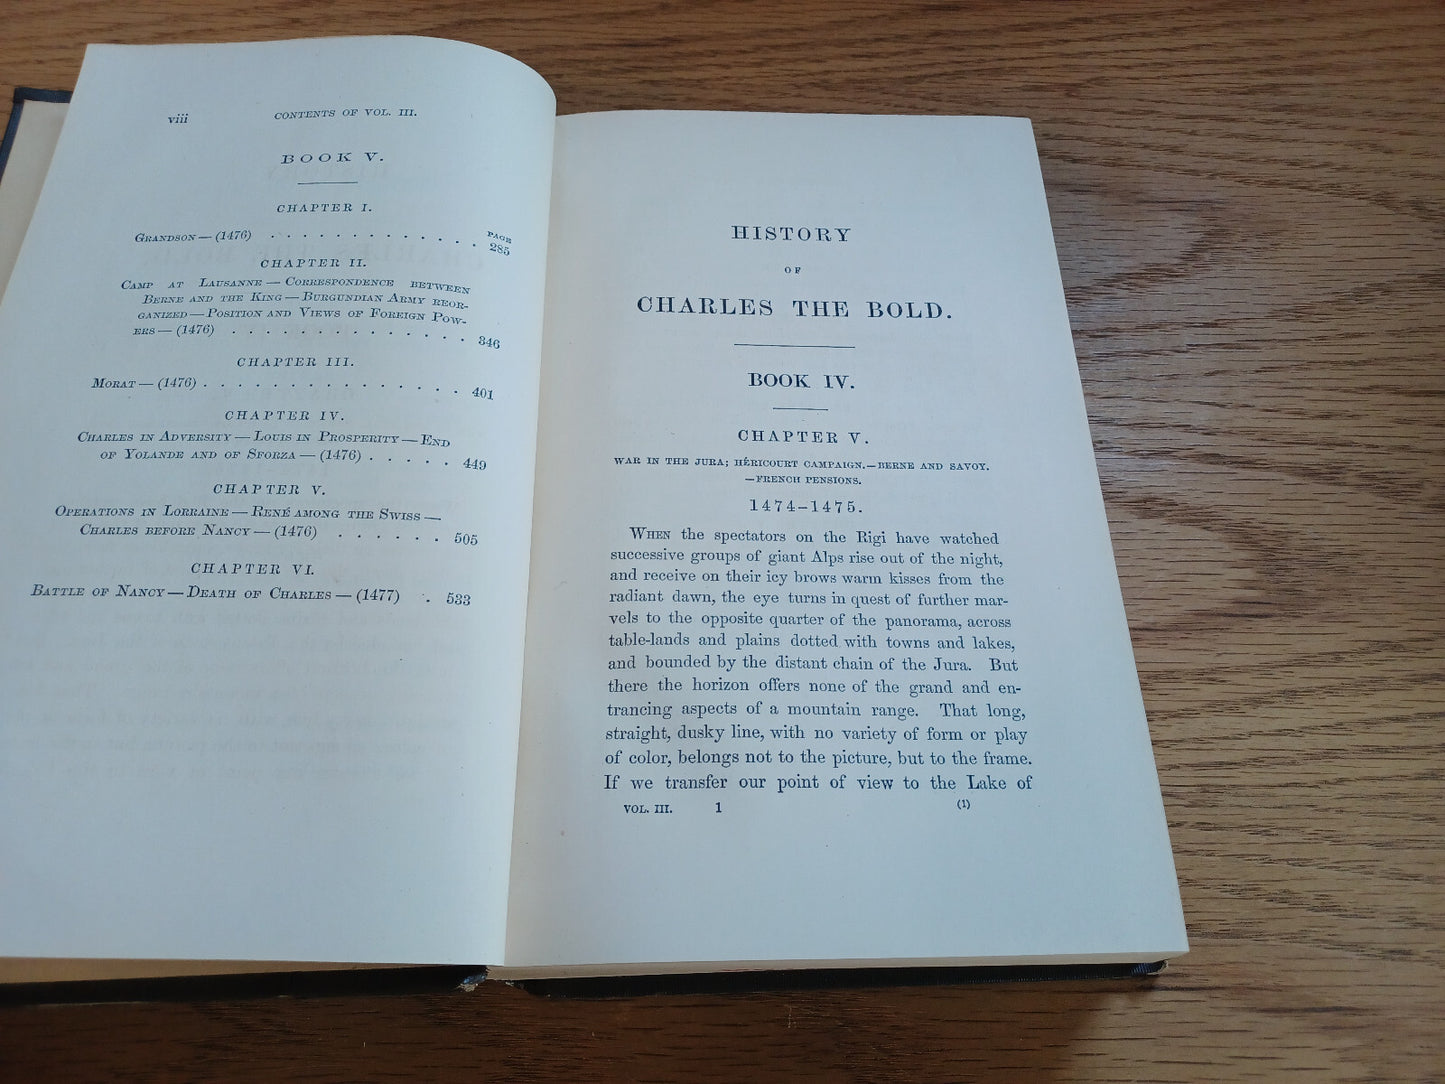 viii CONTENTS OF VOL. III.
BOOK V.
CHAPTER I.
PAGE
GRANDSON — (1476) . . . . . . . . . . . . . 285
CHAPTER II.
CAMP AT LAUSANNE — CORRESPONDENCE BETWEEN
BERNE AND THE KING — BURGUNDIAN ARMY REOR-
GANIZED — POSITION AND VIEWS OF FOREIGN POW-
ERS — (1476) . . . . . . . . . . . . 346
CHAPTER III.
MORAT — (1476) . . . . . . . . . . . . . . 401
CHAPTER IV.
CHARLES IN ADVERSITY — LOUIS IN PROSPERITY — END
OF YOLANDE AND OF SFORZA — (1476) . . . . . 449
CHAPTER V.
OPERATIONS IN LORRAINE — RENÉ AMONG THE SWISS —
CHARLES BEFORE NANCY — (1476) . . . . . . 505
CHAPTER VI.
BATTLE OF NANCY — DEATH OF CHARLES — (1477) . 533
HISTORY
OF
CHARLES THE BOLD.
BOOK IV.
CHAPTER V.
WAR IN THE JURA; HÉRICOURT CAMPAIGN.—BERNE AND SAVOY.
—FRENCH PENSIONS.
1474–1475.
WHEN the spectators on the Rigi have watched
successive groups of giant Alps rise out of the night,
and receive on their icy brows warm kisses from the
radiant dawn, the eye turns in quest of further mar-
vels to the opposite quarter of the panorama, across
table-lands and plains dotted with towns and lakes,
and bounded by the distant chain of the Jura. But
there the horizon offers none of the grand and en-
trancing aspects of a mountain range. That long,
straight, dusky line, with no variety of form or play
of color, belongs not to the picture, but to the frame.
If we transfer our point of view to the Lake of
VOL. III. 1 (1)